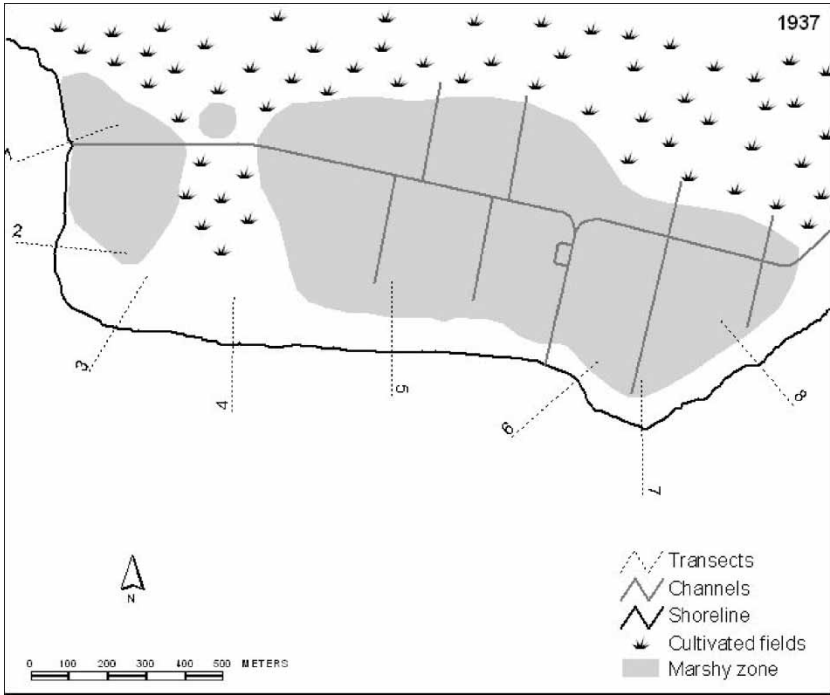 1937
1
2
3
4
5
6
7
8
N
0 100 200 300 400 500 METERS
Transects
Channels
Shoreline
Cultivated fields
Marshy zone